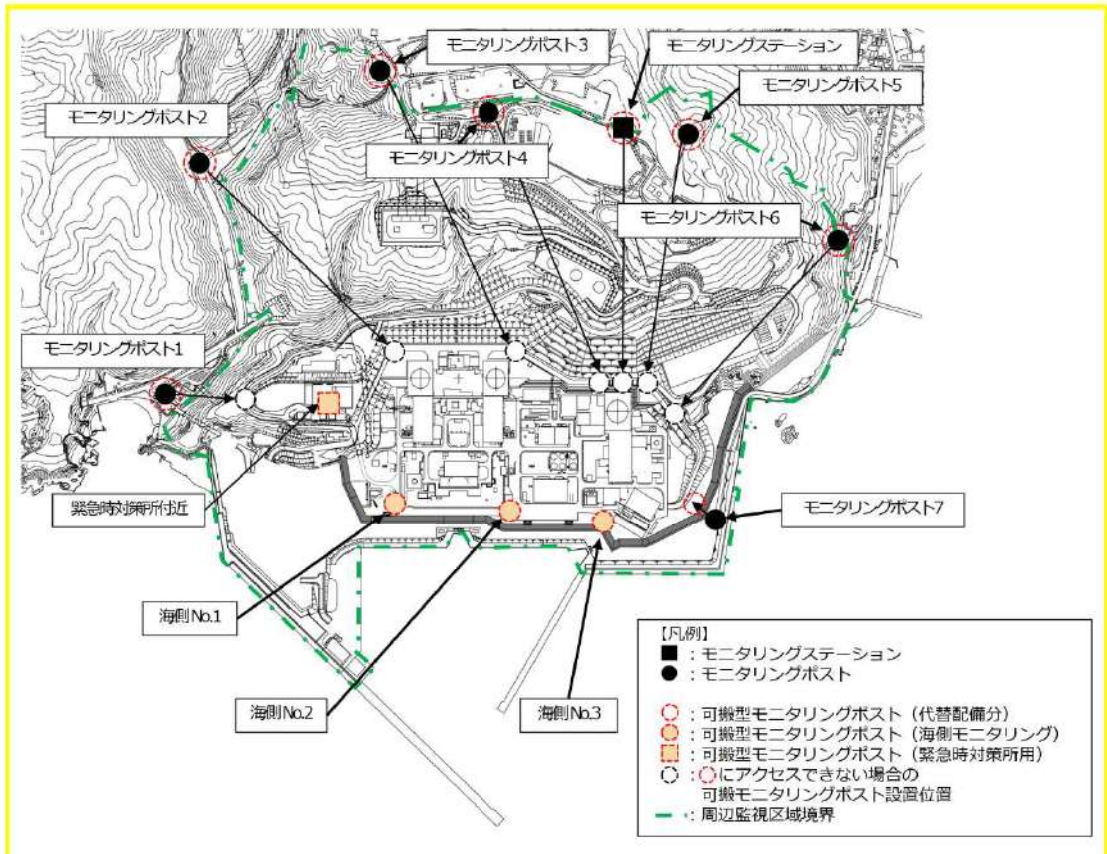 モニタリングポスト3
モニタリングステーション
モニタリングポスト5
モニタリングポスト2
モニタリングポスト4
モニタリングポスト6
モニタリングポスト1
緊急時対策所付近
モニタリングポスト7
海側No.1
海側No.2
海側No.3
【凡例】
：モニタリングステーション
：モニタリングポスト
：可搬型モニタリングポスト（代替配備分）
：可搬型モニタリングポスト（海側モニタリング）
：可搬型モニタリングポスト（緊急時対策所用）
：にアクセスできない場合の
可搬モニタリングポスト設置位置
：周辺監視区域境界